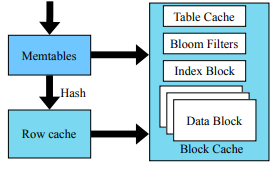 Table Cache
Bloom Filters
Memtables
Index Block
Hash
Row cache
Data Block
Block Cache